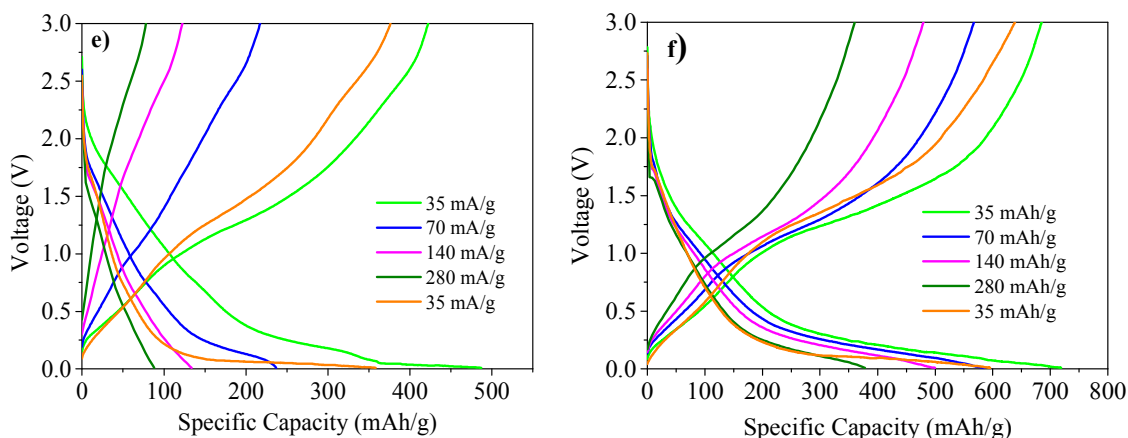 e)
3.0
2.5
2.0
1.5
1.0
0.5
0.0
Voltage (V)
35 mA/g
70 mA/g
140 mA/g
280 mA/g
35 mA/g
0 100 200 300 400 500
Specific Capacity (mAh/g)
f)
3.0
2.5
2.0
1.5
1.0
0.5
0.0
Voltage (V)
35 mAh/g
70 mAh/g
140 mAh/g
280 mAh/g
35 mAh/g
0 100 200 300 400 500 600 700 800
Specific Capacity (mAh/g)